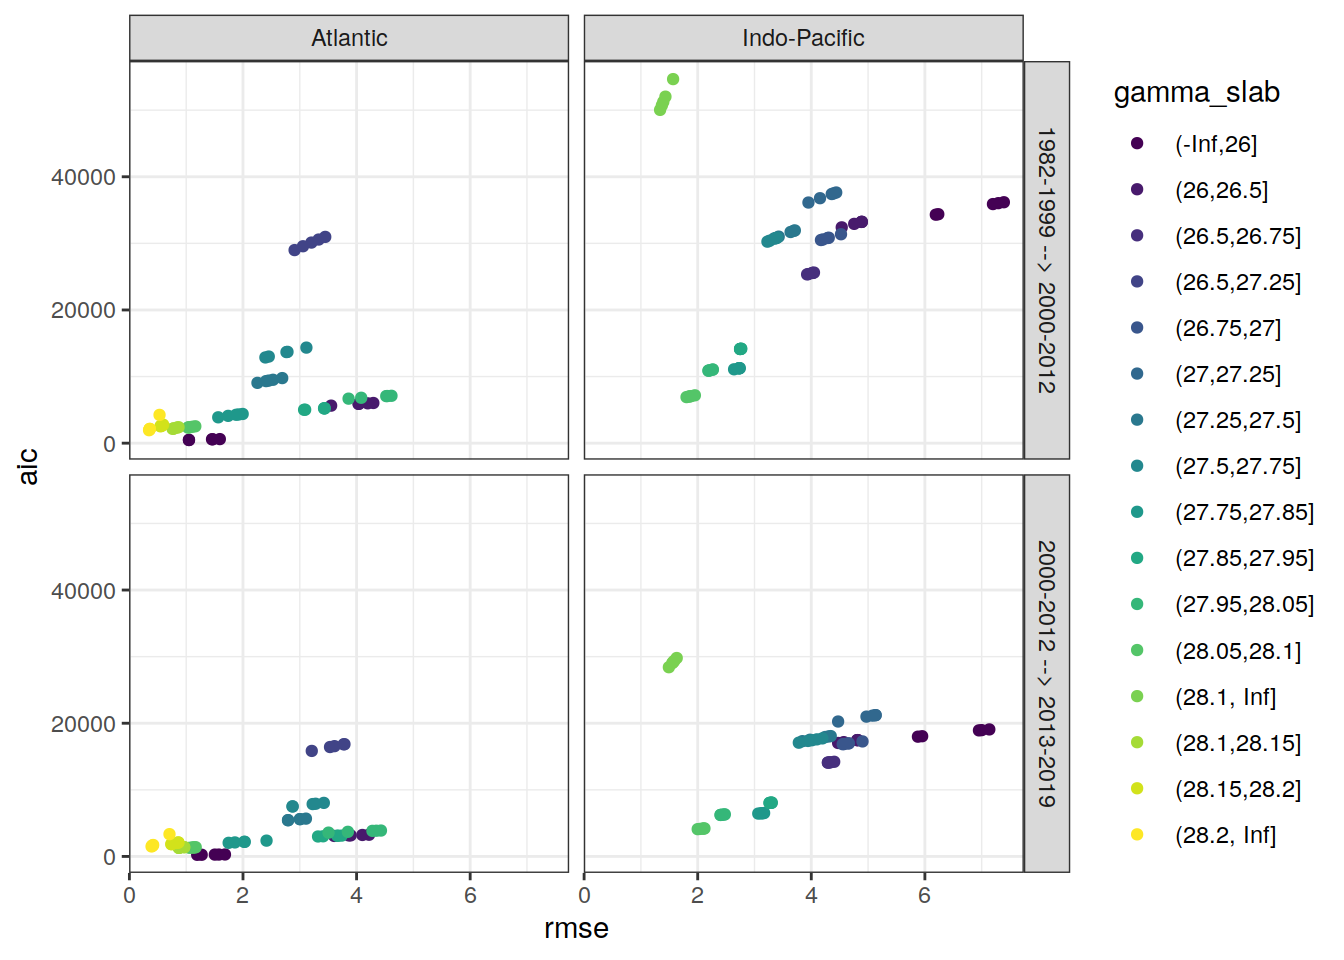 Atlantic
Indo-Pacific
1982-1999 --> 2000-2012
2000-2012 --> 2013-2019
aic
40000
20000
0
40000
20000
0
0 2 4 6
0 2 4 6
rmse
gamma_slab
(-Inf,26]
(26,26.5]
(26.5,26.75]
(26.5,27.25]
(26.75,27]
(27,27.25]
(27.25,27.5]
(27.5,27.75]
(27.75,27.85]
(27.85,27.95]
(27.95,28.05]
(28.05,28.1]
(28.1, Inf]
(28.1,28.15]
(28.15,28.2]
(28.2, Inf]